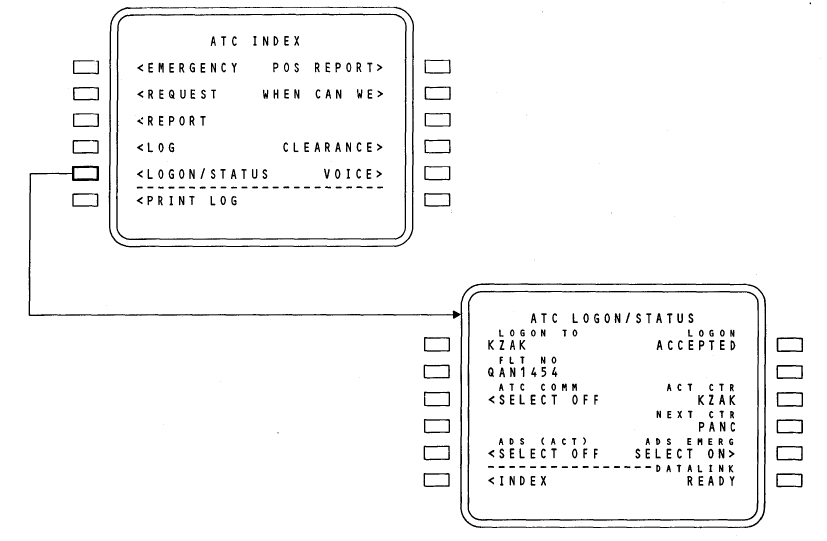 ATC INDEX
<EMERGENCY POS REPORT>
<REQUEST WHEN CAN WE>
<REPORT
<LOG CLEARANCE>
<LOGON/STATUS VOICE>
<PRINT LOG
ATC LOGON/STATUS
LOGON TO LOGON
KZAK ACCEPTED
FLT NO
QAN1454
ATC COMM ACT CTR
<SELECT OFF KZAK
NEXT CTR
PANC
ADS (ACT) ADS EMERG
<SELECT OFF SELECT ON>
DATALINK
<INDEX READY